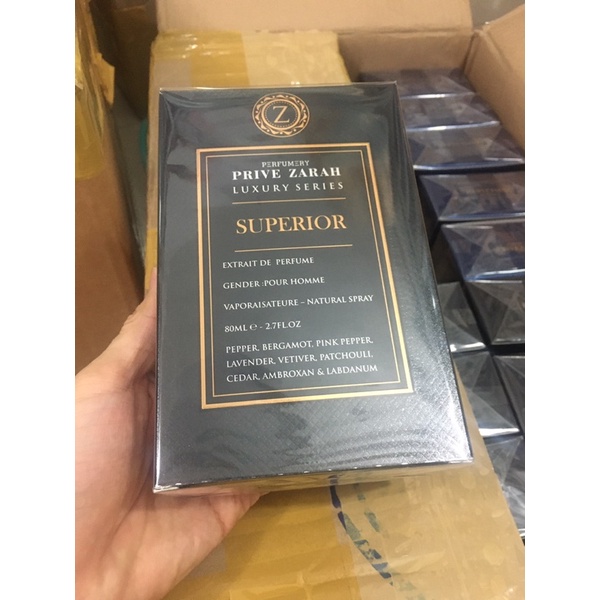 Z
PERFUMERY
PRIVE ZARAH
LUXURY SERIES
SUPERIOR
EXTRAIT DE PERFUME
GENDER :POUR HOMME
VAPORAISATEURE – NATURAL SPRAY
80ML ℮ - 2.7FL.OZ
PEPPER, BERGAMOT, PINK PEPPER,
LAVENDER, VETIVER, PATCHOULI,
CEDAR, AMBROXAN & LABDANUM